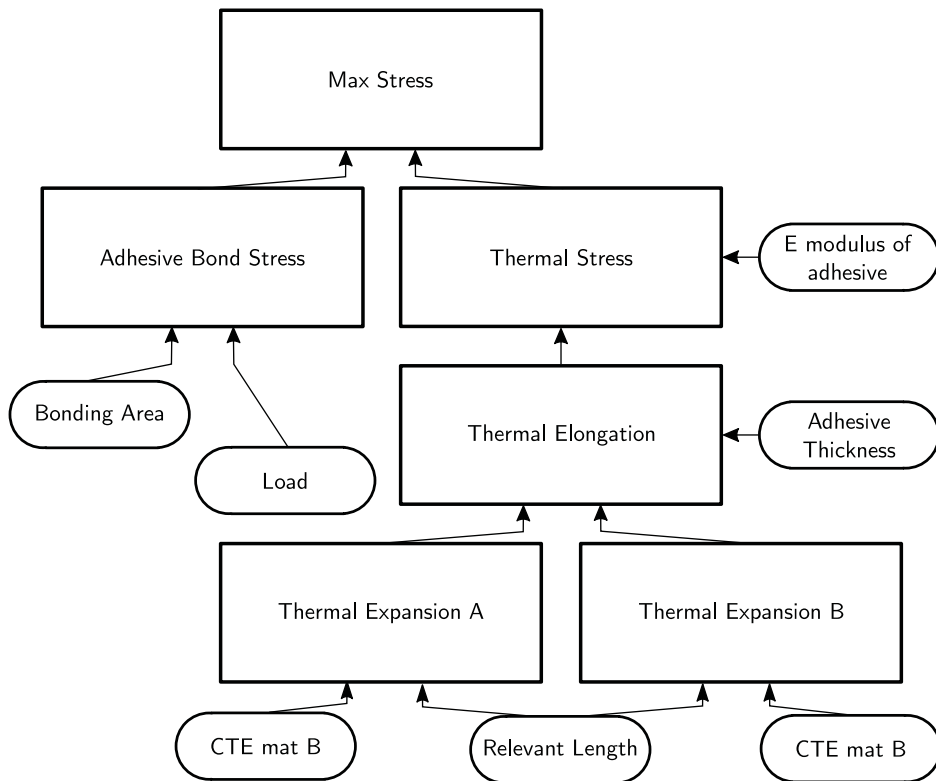 Max Stress
Adhesive Bond Stress
Thermal Stress
E modulus of
adhesive
Bonding Area
Load
Thermal Elongation
Adhesive
Thickness
Thermal Expansion A
Thermal Expansion B
CTE mat B
Relevant Length
CTE mat B